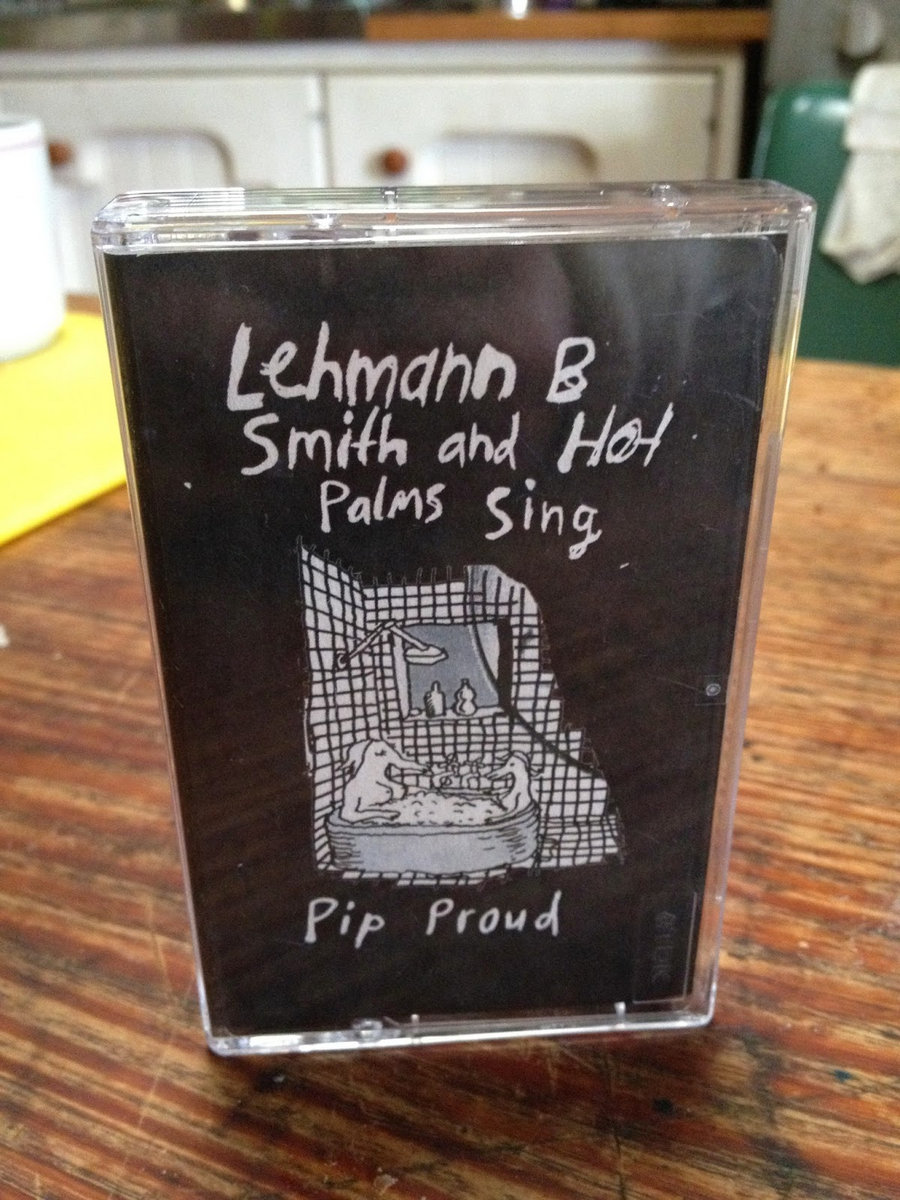 Lehmann B
Smith and Hot
Palms Sing
Pip Proud